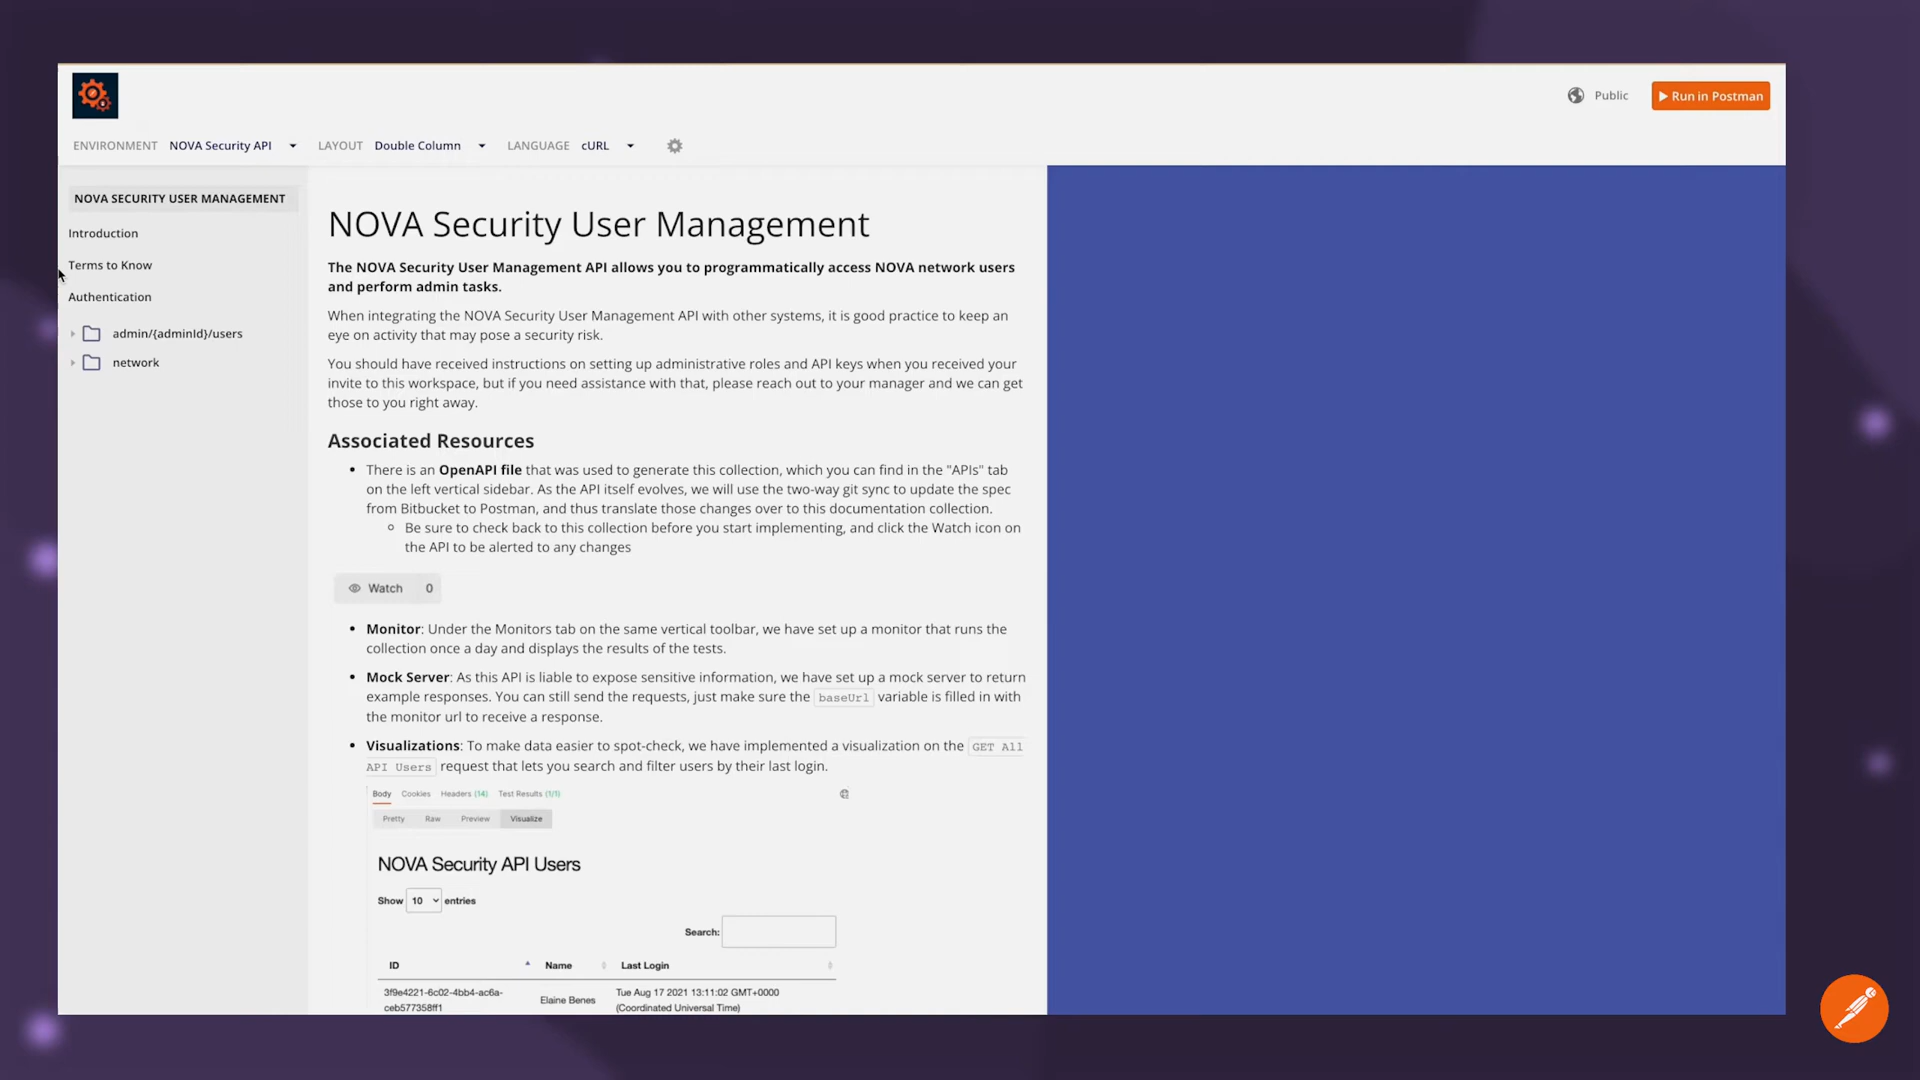 Public
Run in Postman
ENVIRONMENT NOVA Security API LAYOUT Double Column LANGUAGE cURL
NOVA SECURITY USER MANAGEMENT
Introduction
Terms to Know
Authentication
admin/{adminId}/users
network
NOVA Security User Management
The NOVA Security User Management API allows you to programmatically access NOVA network users
and perform admin tasks.
When integrating the NOVA Security User Management API with other systems, it is good practice to keep an
eye on activity that may pose a security risk.
You should have received instructions on setting up administrative roles and API keys when you received your
invite to this workspace, but if you need assistance with that, please reach out to your manager and we can get
those to you right away.
Associated Resources
• There is an OpenAPI file that was used to generate this collection, which you can find in the "APIs" tab
on the left vertical sidebar. As the API itself evolves, we will use the two-way git sync to update the spec
from Bitbucket to Postman, and thus translate those changes over to this documentation collection.
◦ Be sure to check back to this collection before you start implementing, and click the Watch icon on
the API to be alerted to any changes
Watch 0
• Monitor: Under the Monitors tab on the same vertical toolbar, we have set up a monitor that runs the
collection once a day and displays the results of the tests.
• Mock Server: As this API is liable to expose sensitive information, we have set up a mock server to return
example responses. You can still send the requests, just make sure the baseUrl variable is filled in with
the monitor url to receive a response.
• Visualizations: To make data easier to spot-check, we have implemented a visualization on the GET All
API Users request that lets you search and filter users by their last login.
Body Cookies Headers (14) Test Results (1/1)
Pretty Raw Preview Visualize
NOVA Security API Users
Show 10 entries
Search:
ID Name Last Login
3f9e4221-6c02-4bb4-ac6a- Elaine Benes Tue Aug 17 2021 13:11:02 GMT+0000
ceb577358ff1 (Coordinated Universal Time)